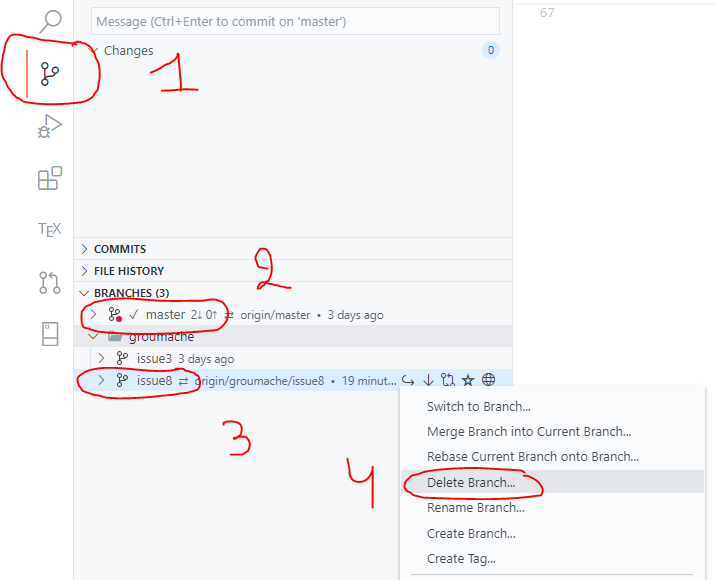 67
Message (Ctrl+Enter to commit on 'master')
Changes 0
1
TEX
COMMITS
FILE HISTORY
2
BRANCHES (3)
master 2↓ 0↑ ⇄ origin/master • 3 days ago
groumache
issue3 3 days ago
issue8 ⇄ origin/groumache/issue8 • 19 minut...
3
4
Switch to Branch...
Merge Branch into Current Branch...
Rebase Current Branch onto Branch...
Delete Branch...
Rename Branch...
Create Branch...
Create Tag...